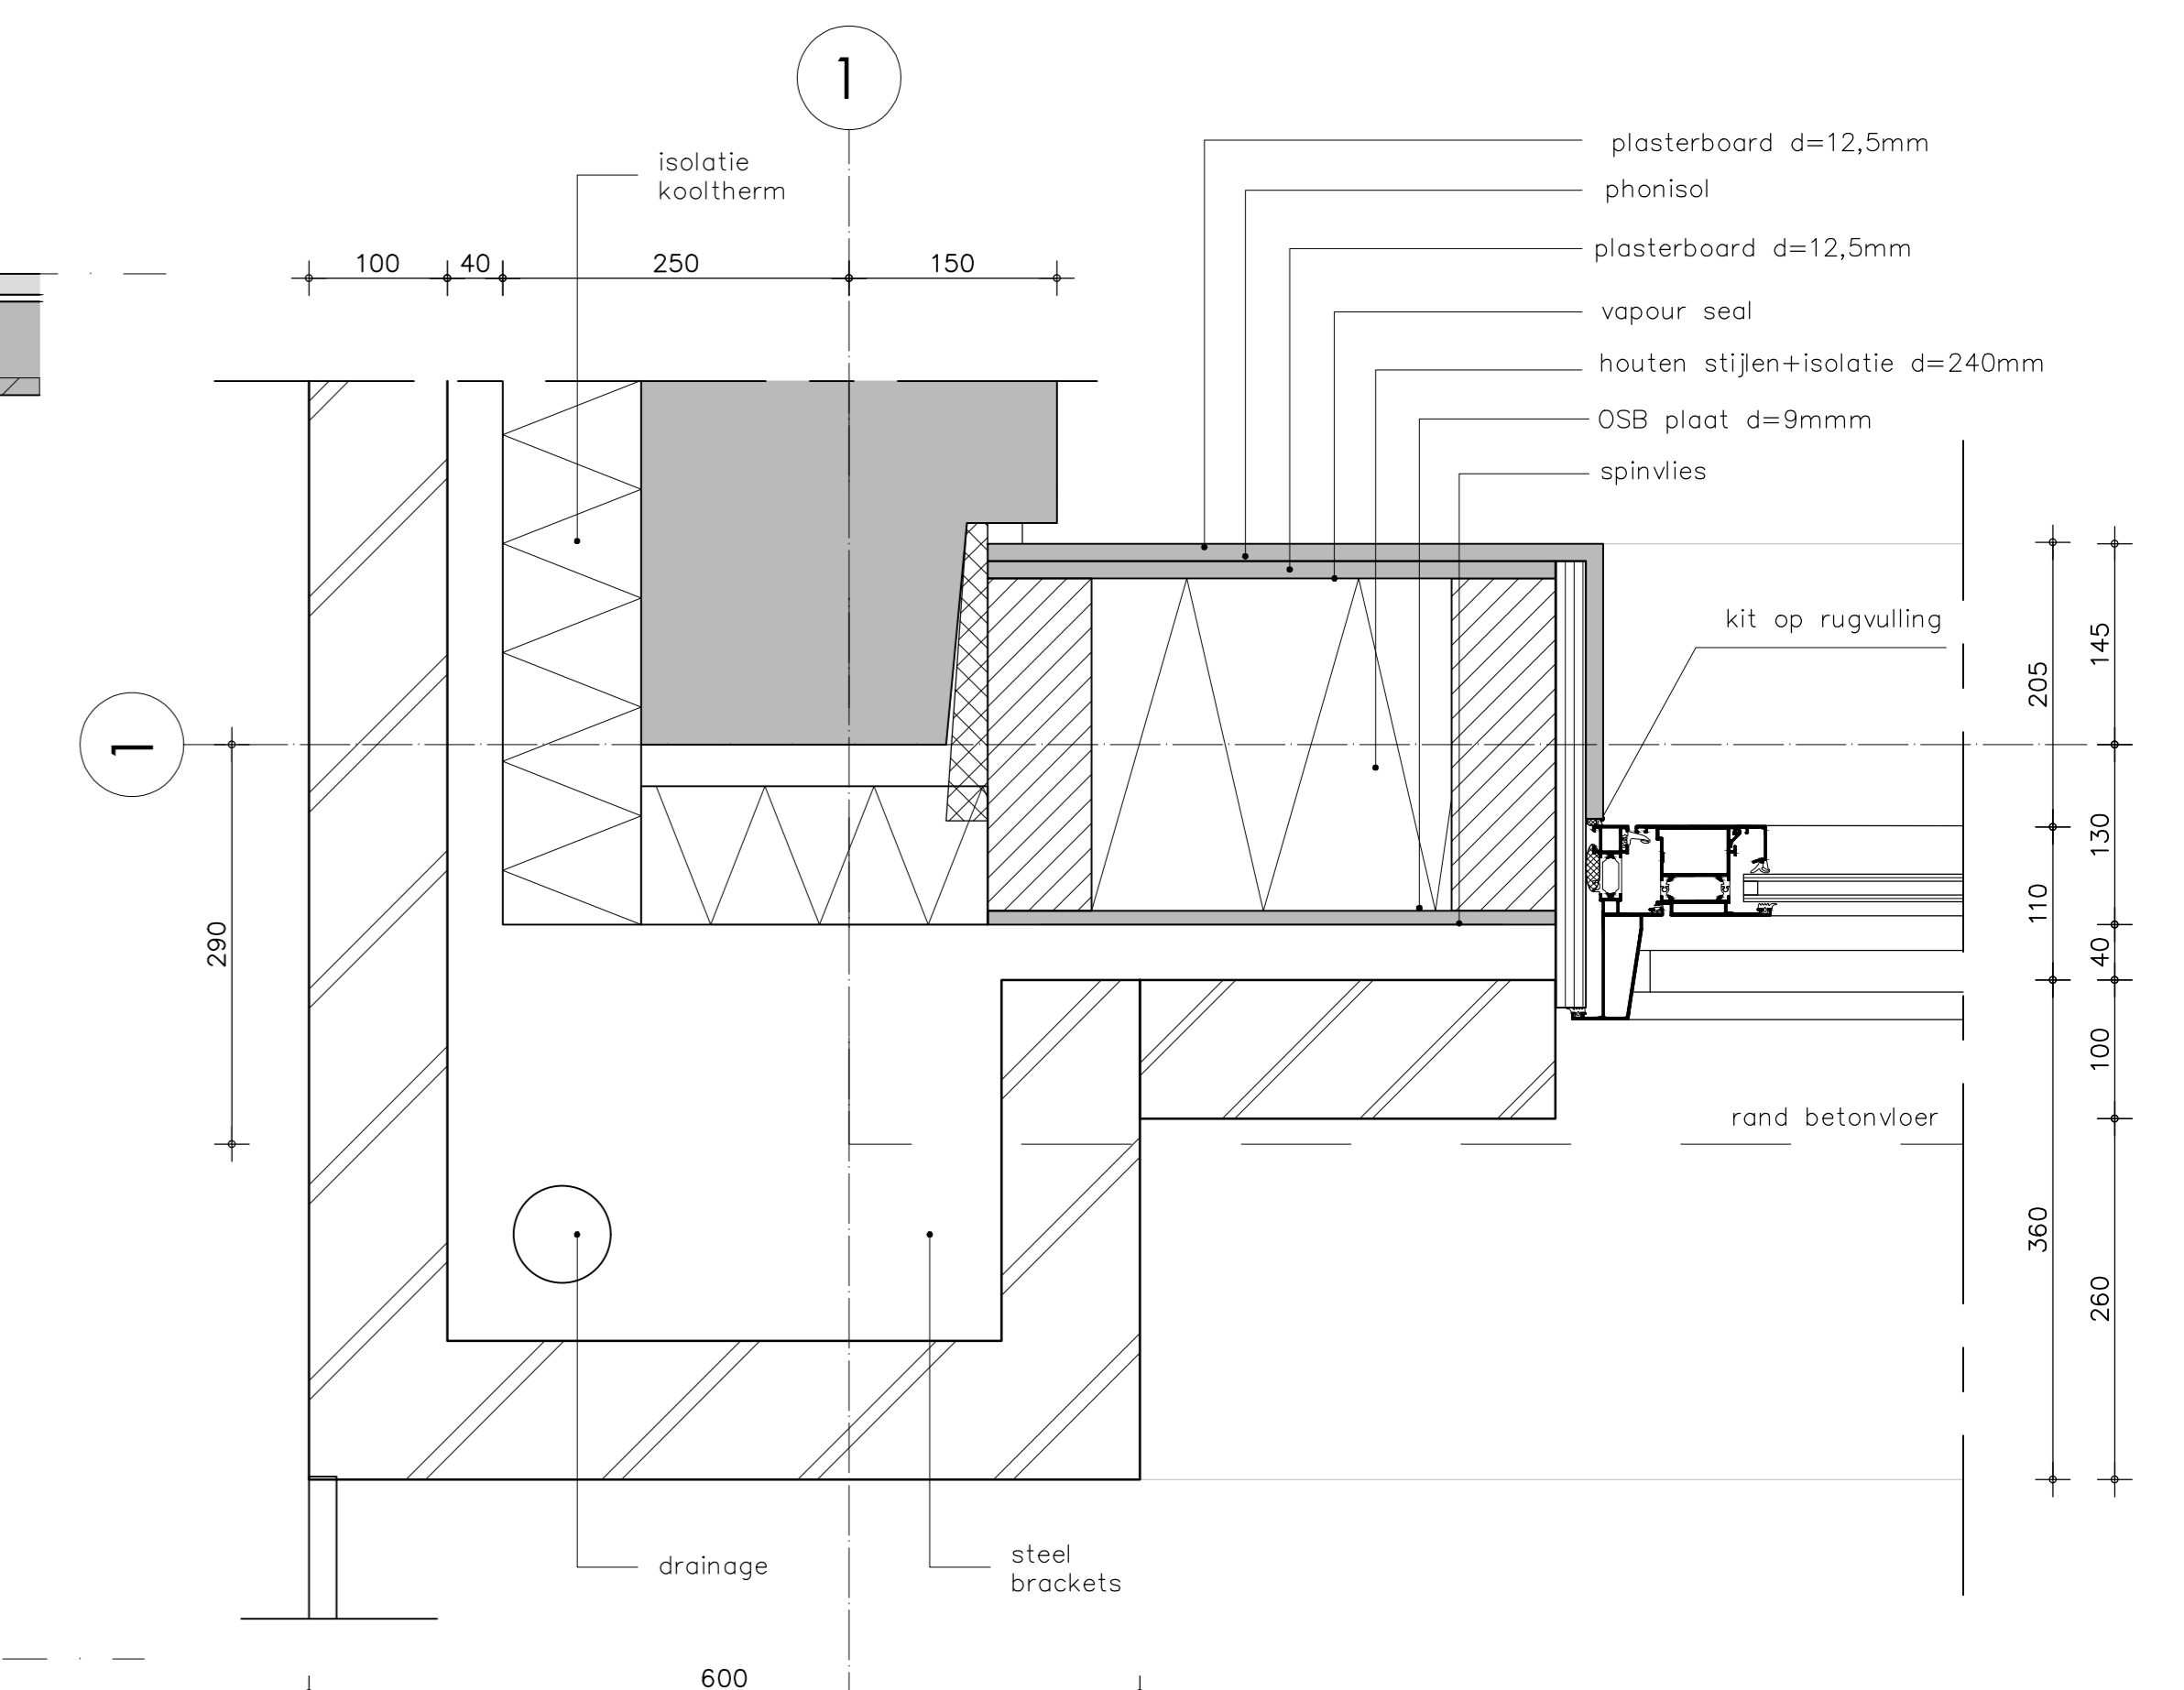 1
isolatie
kooltherm
plasterboard d=12,5mm
phonisol
plasterboard d=12,5mm
vapour seal
houten stijlen+isolatie d=240mm
OSB plaat d=9mmm
spinvlies
100 40 250 150
kit op rugvulling
1
205
145
130
110
40
290
100
rand betonvloer
360
260
drainage
steel
brackets
600